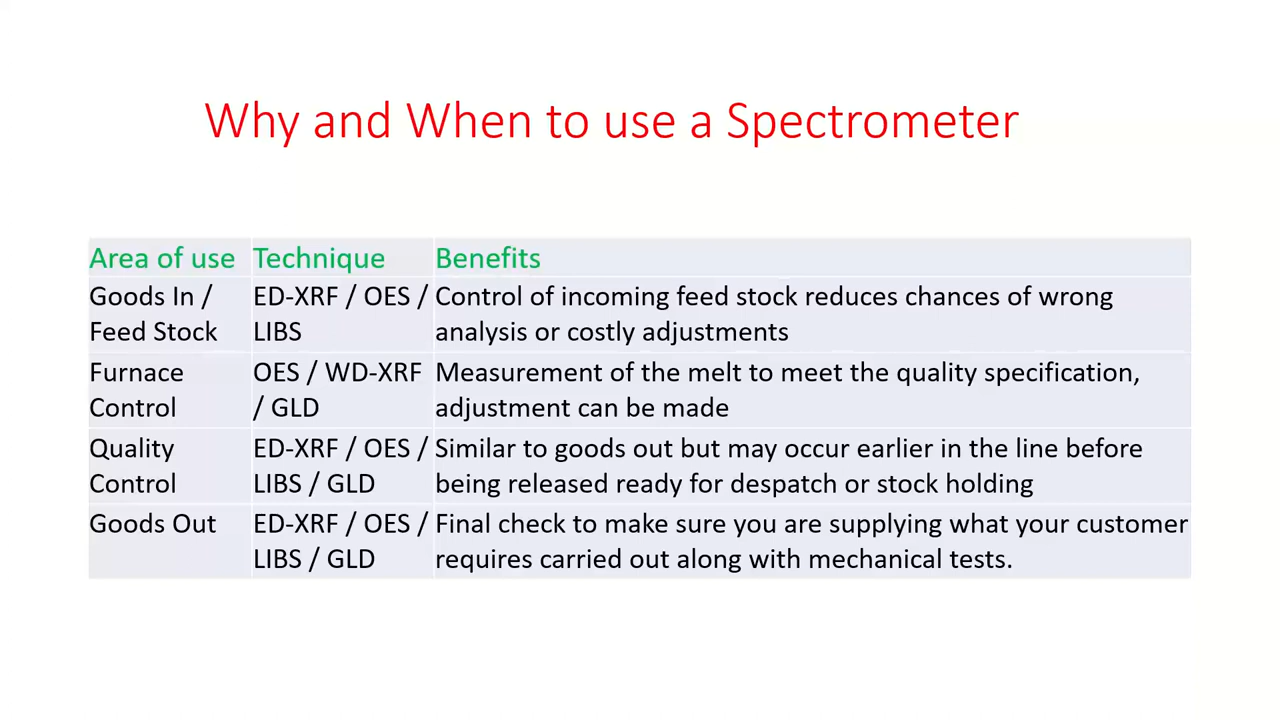 Why and When to use a Spectrometer
Area of use Technique Benefits
Goods In / ED-XRF / OES / Control of incoming feed stock reduces chances of wrong
Feed Stock LIBS analysis or costly adjustments
Furnace OES / WD-XRF Measurement of the melt to meet the quality specification,
Control / GLD adjustment can be made
Quality ED-XRF / OES / Similar to goods out but may occur earlier in the line before
Control LIBS / GLD being released ready for despatch or stock holding
Goods Out ED-XRF / OES / Final check to make sure you are supplying what your customer
LIBS / GLD requires carried out along with mechanical tests.